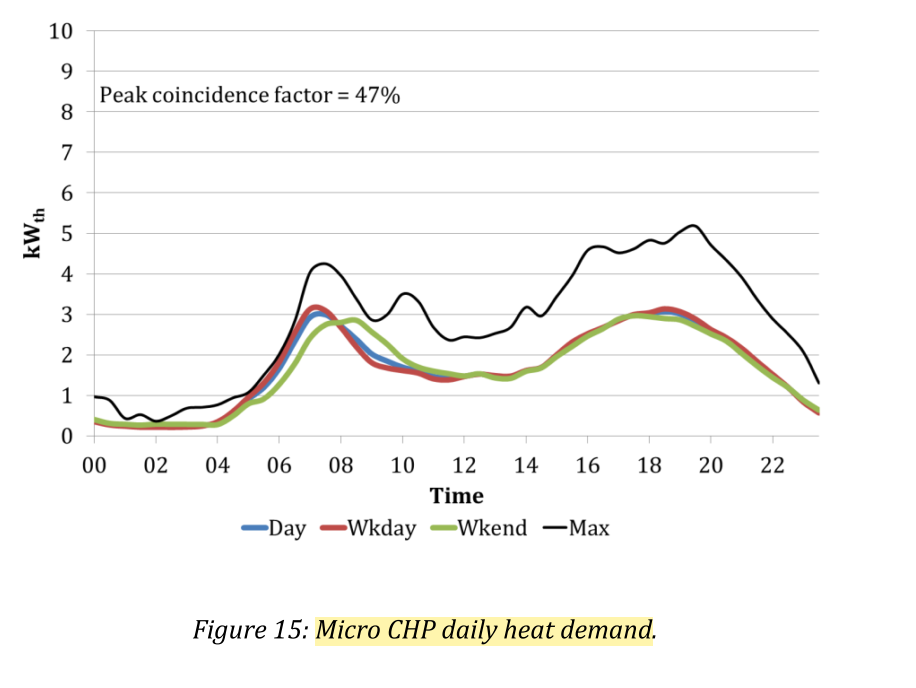 10
9
Peak coincidence factor = 47%
8
7
6
5
4
3
2
1
0
kWth
00 02 04 06 08 10 12 14 16 18 20 22
Time
Day Wkday Wkend Max
Figure 15: Micro CHP daily heat demand.